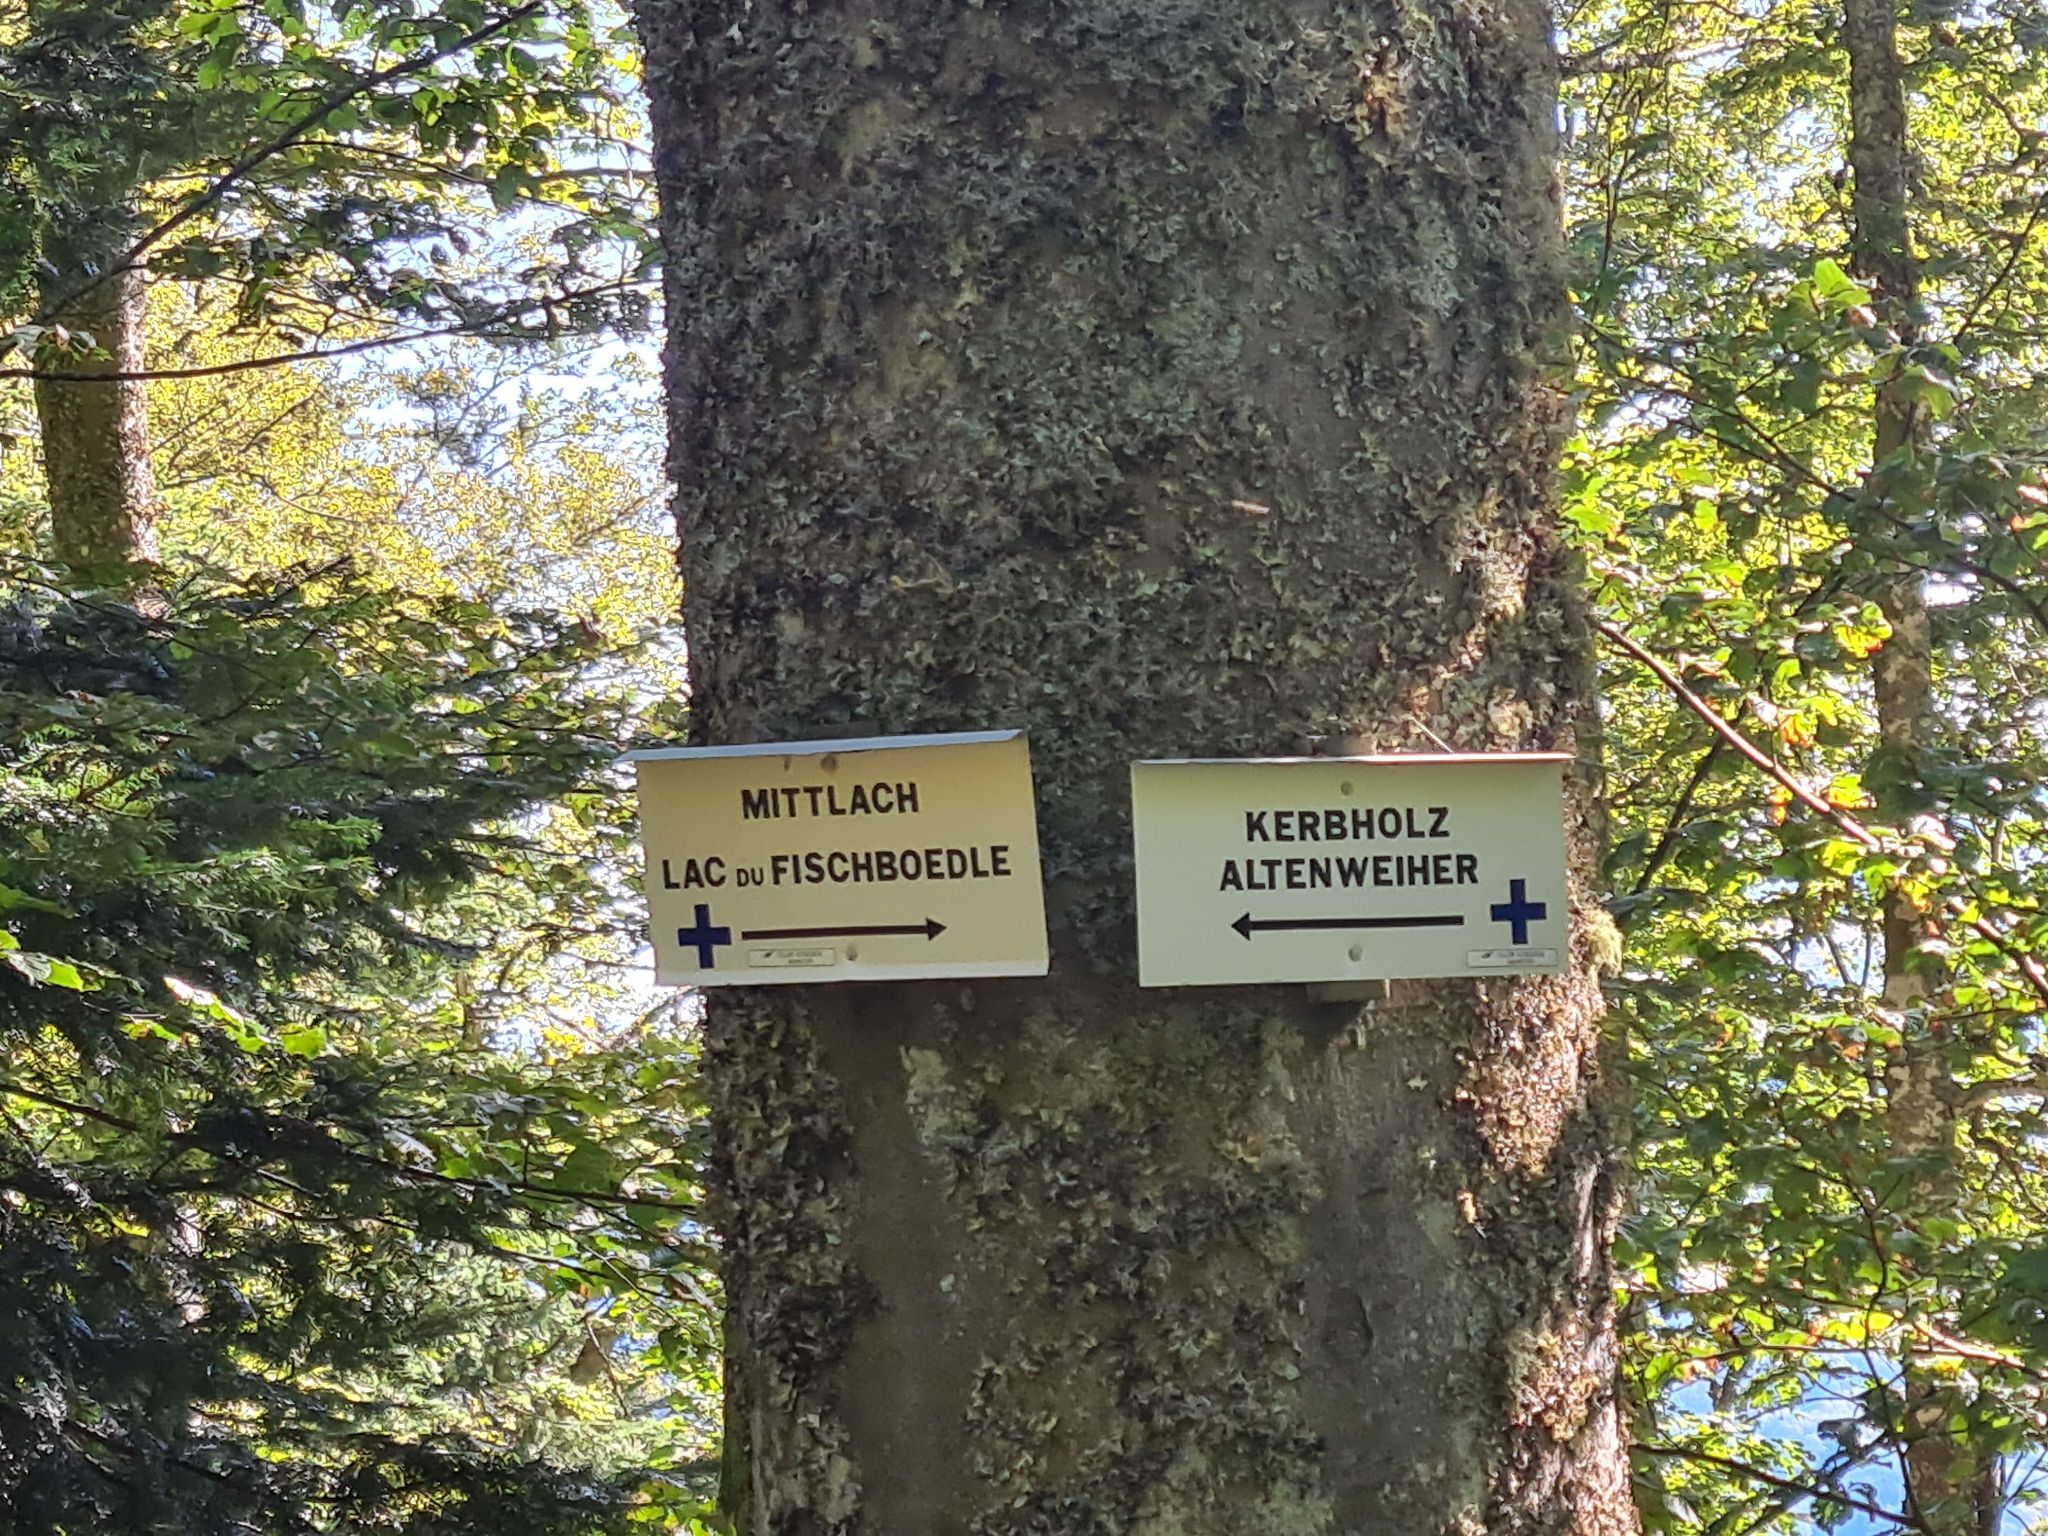 MITTLACH
LAC DU FISCHBOEDLE
KERBHOLZ
ALTENWEIHER